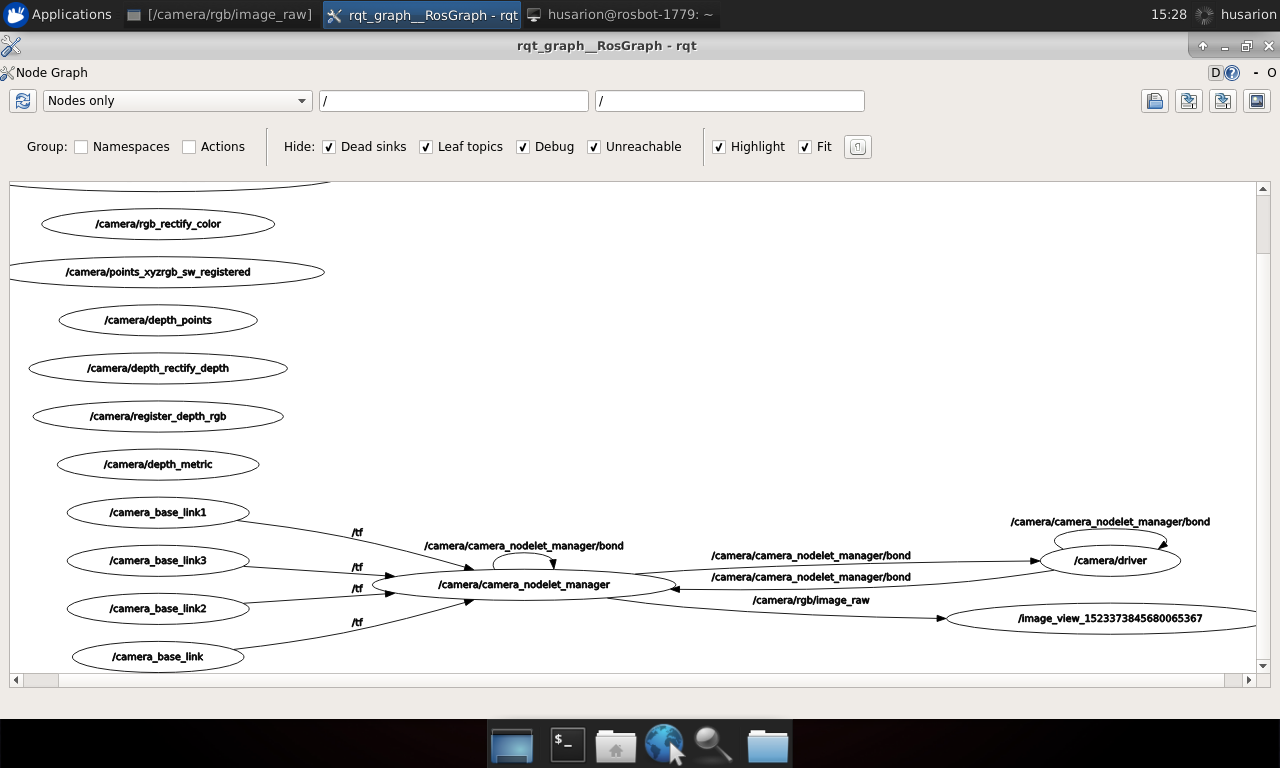 Applications [/camera/rgb/image_raw] rqt_graph__RosGraph - rqt husarion@rosbot-1779: ~ 15:28 husarion
rqt_graph__RosGraph - rqt
Node Graph D ? - O
Nodes only / /
Group: Namespaces Actions Hide: Dead sinks Leaf topics Debug Unreachable Highlight Fit
/camera/rgb_rectify_color
/camera/points_xyzrgb_sw_registered
/camera/depth_points
/camera/depth_rectify_depth
/camera/register_depth_rgb
/camera/depth_metric
/camera_base_link1
/camera_base_link3
/camera_base_link2
/camera_base_link
/tf
/tf
/tf
/tf
/camera/camera_nodelet_manager/bond
/camera/camera_nodelet_manager
/camera/camera_nodelet_manager/bond
/camera/camera_nodelet_manager/bond
/camera/rgb/image_raw
/camera/camera_nodelet_manager/bond
/camera/driver
/image_view_1523373845680065367
$_